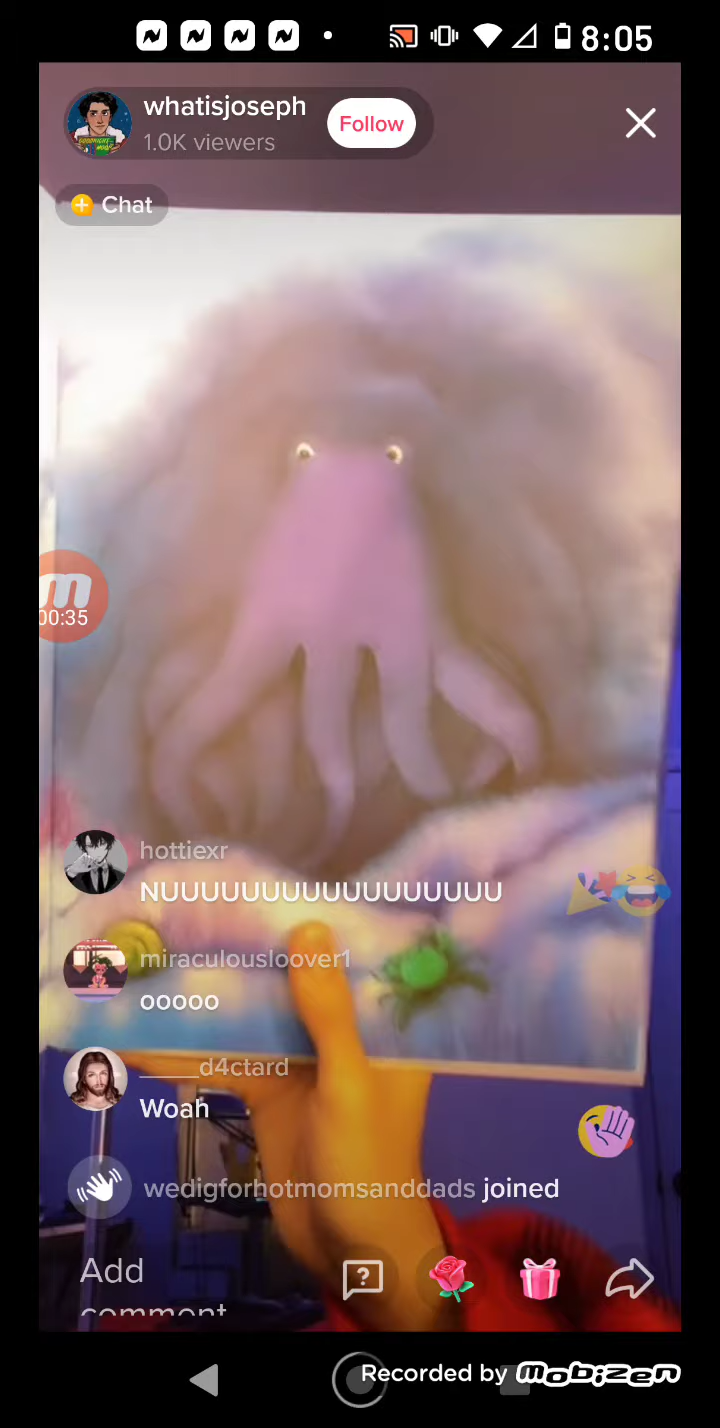 8:05
whatisjoseph
1.0K viewers
Follow
Chat
00:35
hottiexr
NUUUUUUUUUUUUUUUUUU
miraculousloover1
ooooo
_____d4ctard
Woah
wedigforhotmomsanddads joined
Add
comment
Recorded by mobizen